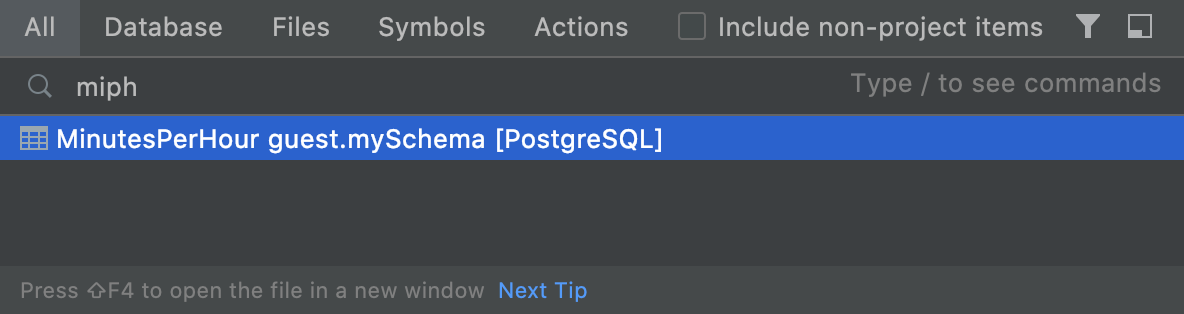 All Database Files Symbols Actions Include non-project items
miph Type / to see commands
MinutesPerHour guest.mySchema [PostgreSQL]
Press ⇧F4 to open the file in a new window Next Tip